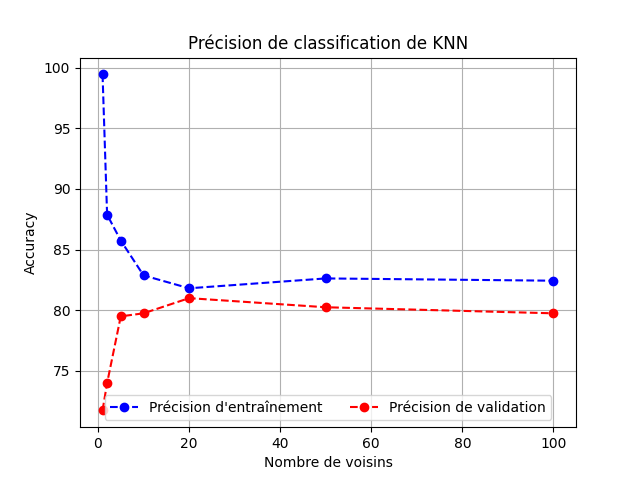 Précision de classification de KNN
Accuracy
100
95
90
85
80
75
Précision d'entraînement
Précision de validation
0
20
40
60
80
100
Nombre de voisins